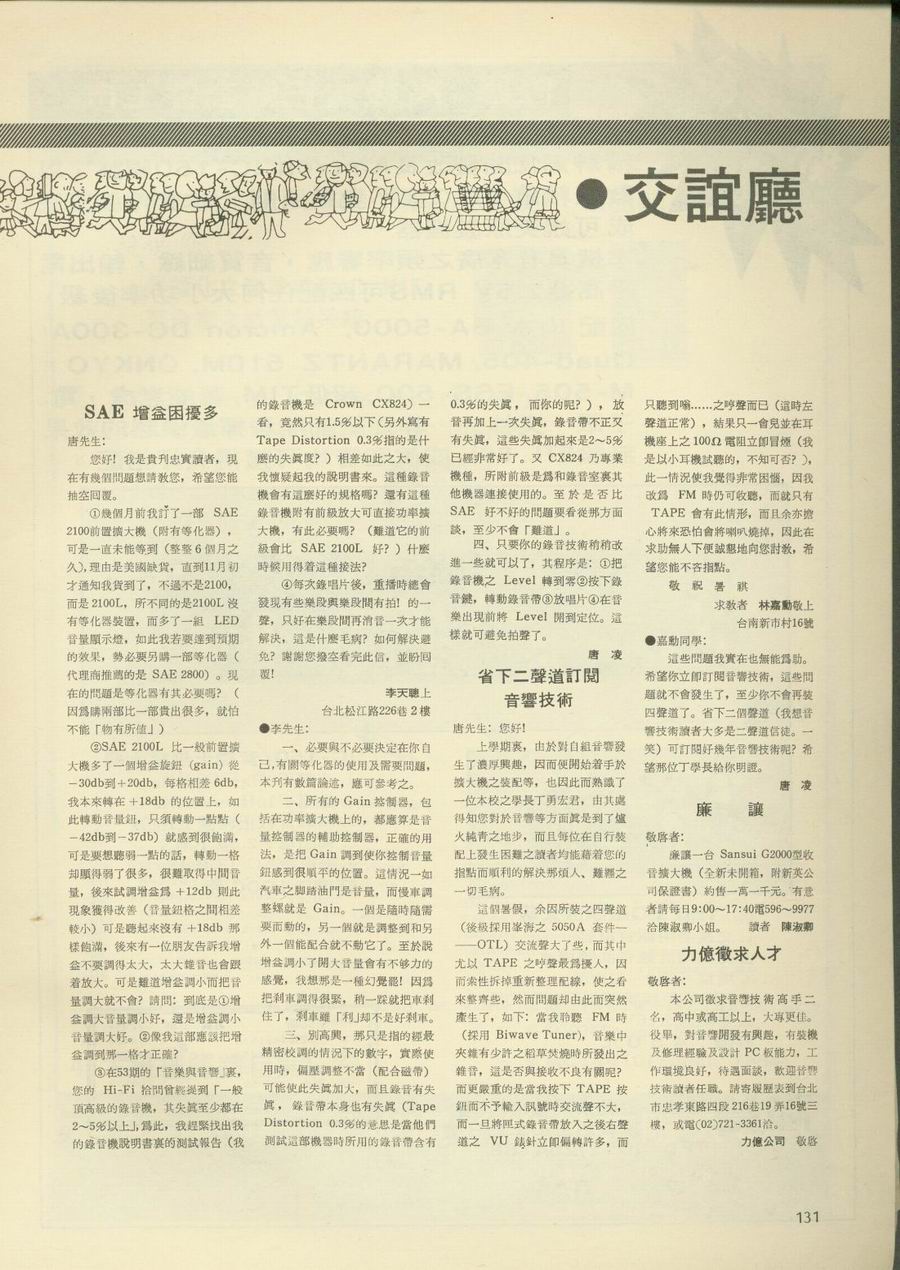 交誼廳
SAE 增益困擾多
唐先生：
您好！我是貴刋忠實讀者，現
在有幾個問題想請敎您，希望您能
抽空回覆。
①幾個月前我訂了一部 SAE
2100前置擴大機（附有等化器），
可是一直未能等到（整整6個月之
久），理由是美國缺貨，直到11月初
才通知我貨到了，不過不是2100，
而是2100L，所不同的是2100L 沒
有等化器裝置，而多了一組 LED
音量顯示燈，如此我若要達到預期
的效果，勢必要另購一部等化器（
代理商推薦的是 SAE 2800）。現
在的問題是等化器有其必要嗎？（
因爲購兩部比一部貴出很多，就怕
不能「物有所値」）
②SAE 2100L 比一般前置擴
大機多了一個增益旋鈕（gain）從
－30db到＋20db，每格相差 6db，
我本來轉在 ＋18db 的位置上，如
此轉動音量鈕，只須轉動一點點（
－42db到－37db）就感到很飽滿，
可是要想聽弱一點的話，轉動一格
却顯得弱了很多，很難取得中間音
量，後來試調增益爲 ＋12db 則此
現象獲得改善（音量鈕格之間相差
較小）可是聽起來沒有 ＋18db 那
樣飽滿，後來有一位朋友告訴我增
益不要調得太大，太大雜音也會跟
着放大。可是難道增益調小而把音
量調大就不會？請問：到底是①增
益調大音量調小好，還是增益調小
音量調大好。②像我這部應該把增
益調到那一格才正確？
③在53期的「音樂與音響」裏，
您的 Hi-Fi 拾問曾經提到「一般
頂高級的錄音機，其失眞至少都在
2～5％以上」，爲此，我趕緊找出我
的錄音機說明書裏的測試報告（我
的錄音機是 Crown CX824）一
看，竟然只有1.5％以下（另外寫有
Tape Distortion 0.3％指的是什
麽的失眞度？）相差如此之大，使
我懷疑起我的說明書來。這種錄音
機會有這麽好的規格嗎？還有這種
錄音機附有前級放大可直接功率擴
大機，有此必要嗎？（難道它的前
級會比 SAE 2100L 好？）什麽
時候用得着這種接法？
④每次錄唱片後，重播時總會
發現有些樂段與樂段間有拍！的一
聲，只好在樂段間再消音一次才能
解決，這是什麽毛病？如何解決避
免？謝謝您撥空看完此信，並盼回
覆！
李天聰上
台北松江路226巷2樓
●李先生：
一、必要與不必要決定在你自
己，有關等化器的使用及需要問題，
本刋有數篇論述，應可參考之。
二、所有的 Gain 控制器，包
括在功率擴大機上的，都應算是音
量控制器的輔助控制器，正確的用
法，是把 Gain 調到使你控制音量
鈕感到很順平的位置。這情況一如
汽車之脚踏油門是音量，而慢車調
整螺就是 Gain。一個是隨時隨需
要而動的，另一個就是調整到和另
外一個能配合就不動它了。至於說
增益調小了開大音量會有不够力的
感覺，我想那是一種幻覺罷！因爲
把刹車調得很緊，稍一踩就把車刹
住了，刹車雖「利」却不是好刹車。
三、別高興，那只是指的經最
精密校調的情況下的數字，實際使
用時，偏壓調整不當（配合磁帶）
可能使此失眞加大，而且錄音有失
眞，錄音帶本身也有失眞（Tape
Distortion 0.3％的意思是當他們
測試這部機器時所用的錄音帶含有
0.3％的失眞，而你的呢？），放
音再加上一次失眞，錄音帶不正又
有失眞，這些失眞加起來是2～5％
已經非常好了。又 CX824 乃專業
機種，所附前級是爲和錄音室裏其
他機器連接使用的。至於是否比
SAE 好不好的問題要看從那方面
談，至少不會「難道」。
四、只要你的錄音技術稍稍改
進一些就可以了，其程序是：①把
錄音機之 Level 轉到零②按下錄
音鍵，轉動錄音帶③放唱片④在音
樂出現前將 Level 開到定位。這
樣就可避免拍聲了。
唐　凌
省下二聲道訂閱
音響技術
唐先生：您好！
上學期裏，由於對自組音響發
生了濃厚興趣，因而便開始着手於
擴大機之裝配等，也因此而熟識了
一位本校之學長丁勇宏君，由其處
得知您對於音響等方面眞是到了爐
火純靑之地步，而且每位在自行裝
配上發生困難之讀者均能藉着您的
指點而順利的解決那煩人、難纒之
一切毛病。
這個暑假，余因所裝之四聲道
（後級採用峯海之 5050A 套件—
——OTL）交流聲大了些，而其中
尤以 TAPE 之哼聲最爲擾人，因
而索性拆掉重新整理配線，使之看
來整齊些，然而問題却由此而突然
產生了，如下：當我聆聽 FM 時
（採用 Biwave Tuner），音樂中
夾雜有少許之稻草焚燒時所發出之
雜音，這是否與接收不良有關呢？
而更嚴重的是當我按下 TAPE 按
鈕而不予輸入訊號時交流聲不大，
而一旦將匣式錄音帶放入之後右聲
道之 VU 錶針立即偏轉許多，而
只聽到嗡……之哼聲而已（這時左
聲道正常），結果只一會兒並在耳
機座上之100Ω電阻立卽冒煙（我
是以小耳機試聽的，不知可否？），
此一情況使我覺得非常困惱，因我
改爲 FM 時仍可收聽，而就只有
TAPE 會有此情形，而且余亦擔
心將來恐怕會將喇叭燒掉，因此在
求助無人下便誠懇地向您討敎，希
望您能不吝指點。
敬祝暑祺
求敎者　林嘉勳敬上
台南新市村16號
●嘉勳同學：
這些問題我實在也無能爲助。
希望你立卽訂閱音響技術，這些問
題就不會發生了，至少你不會再裝
四聲道了。省下二個聲道（我想音
響技術讀者大多是二聲道信徒。一
笑）可訂閱好幾年音響技術呢？希
望那位丁學長給你明證。
唐　凌
廉　讓
敬啓者：
廉讓一台 Sansui G2000型收
音擴大機（全新未開箱，附新英公
司保證書）約售一萬一千元。有意
者請每日9:00～17:40電596～9977
洽陳淑卿小姐。　讀者　陳淑卿
力億徵求人才
敬啓者：
本公司徵求音響技術高手二
名，高中或高工以上，大專更佳。
役畢，對音響開發有興趣，有裝機
及修理經驗及設計 PC 板能力，工
作環境良好，待遇面談，歡迎音響
技術讀者任職。請寄履歷表到台北
市忠孝東路四段216巷19弄16號三
樓，或電（02）721-3361洽。
力億公司　敬啓
131